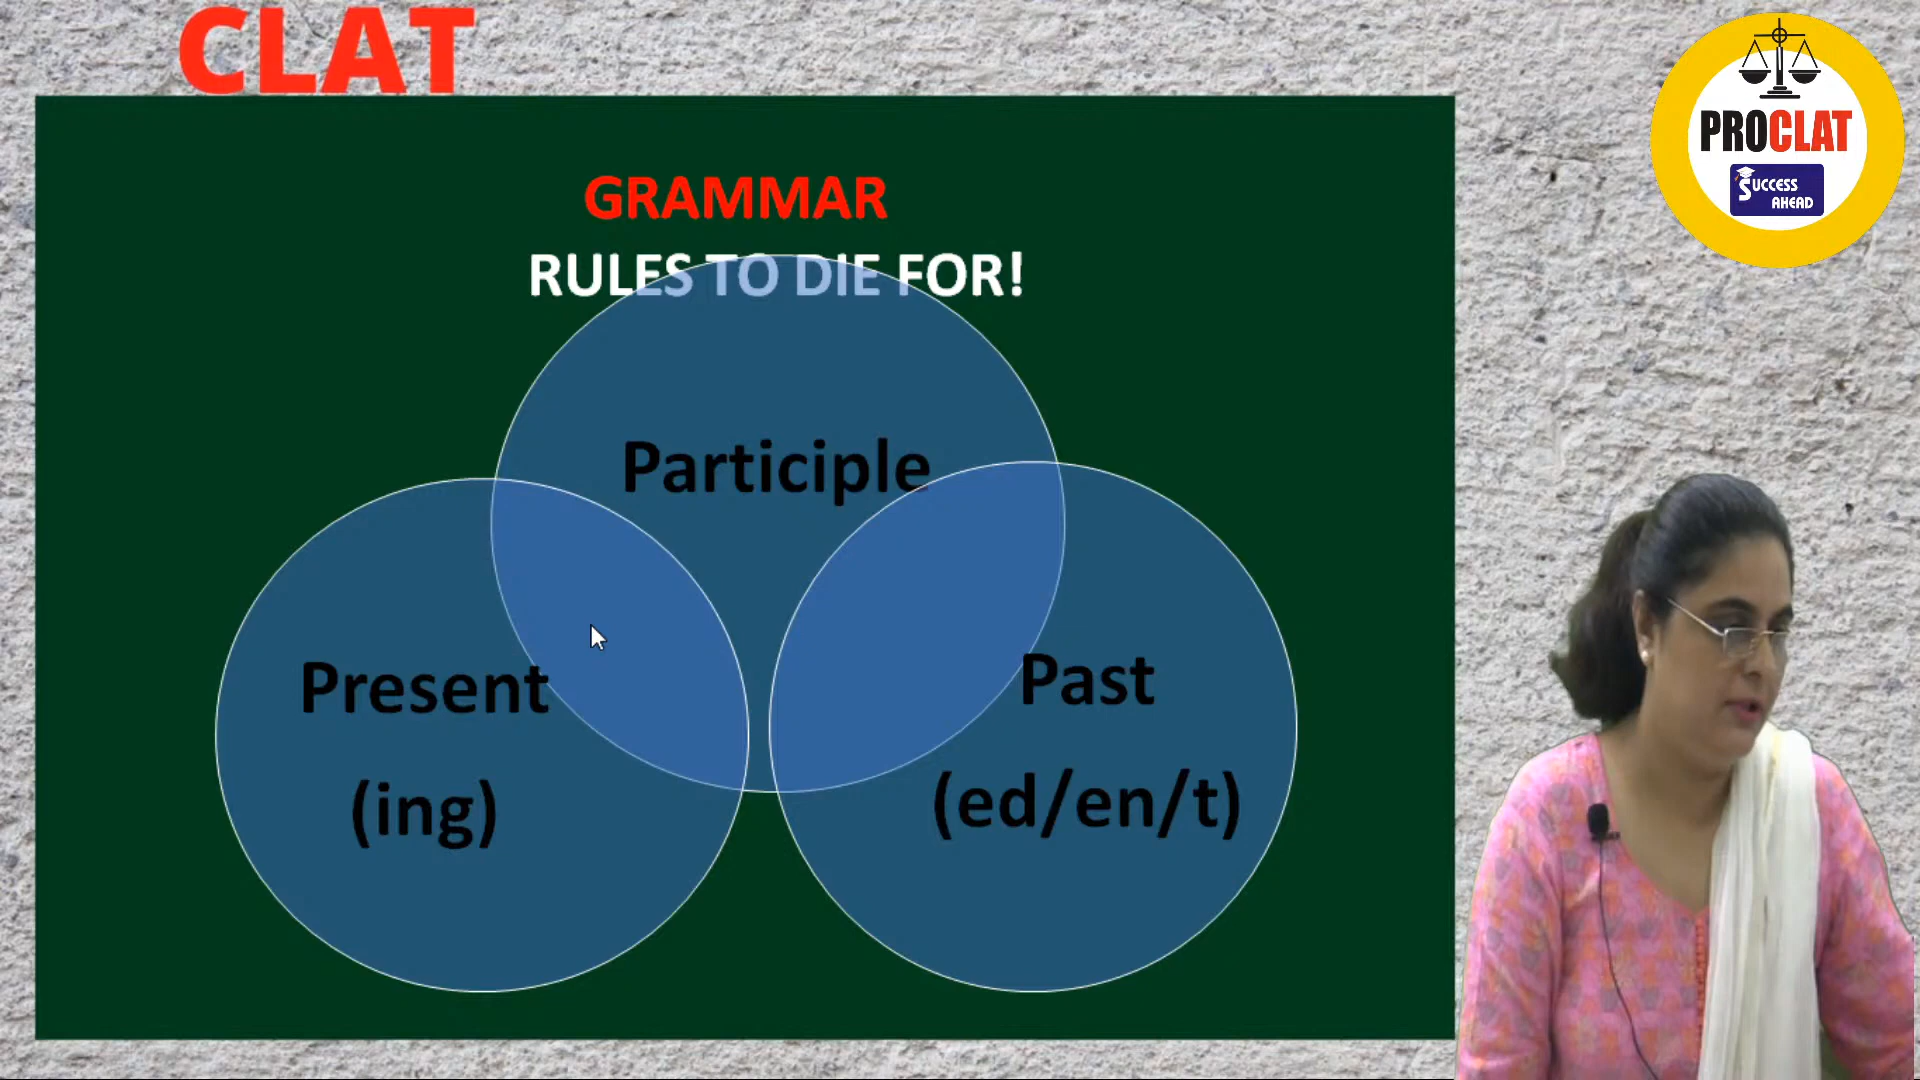 CLAT
GRAMMAR
RULES TO DIE FOR!
Participle
Present
(ing)
Past
(ed/en/t)
PROCLAT
SUCCESS
AHEAD